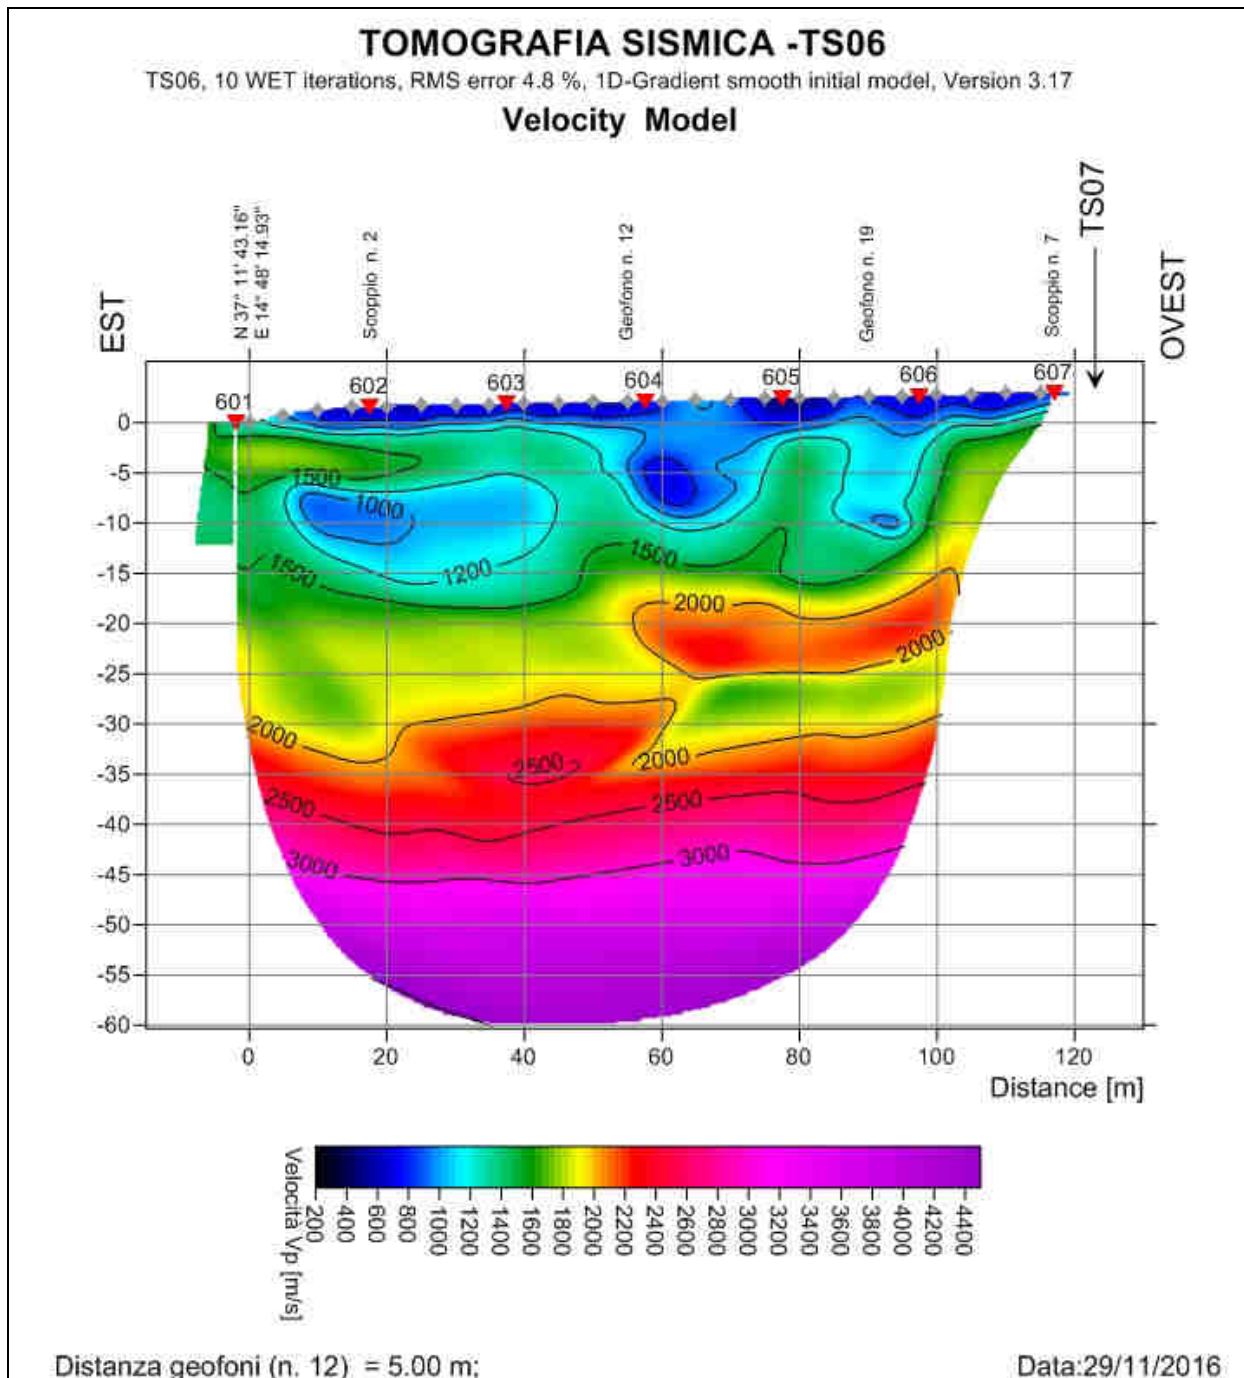 TOMOGRAFIA SISMICA -TS06
TS06, 10 WET iterations, RMS error 4.8 %, 1D-Gradient smooth initial model, Version 3.17
Velocity Model
EST
N 37° 11' 43.16"
E 14° 48' 14.93"
Scoppio n. 2
Geofono n. 12
Geofono n. 19
Scoppio n. 7
TS07
OVEST
601 602 603 604 605 606 607
0
-5
-10
-15
-20
-25
-30
-35
-40
-45
-50
-55
-60
1500
1000
1200
1500
1500
2000
2000
2000
2500
2000
2500
2500
3000
3000
0 20 40 60 80 100 120
Distance [m]
Velocità Vp [m/s]
200 400 600 800 1000 1200 1400 1600 1800 2000 2200 2400 2600 2800 3000 3200 3400 3600 3800 4000 4200 4400
Distanza geofoni (n. 12) = 5.00 m;
Data:29/11/2016